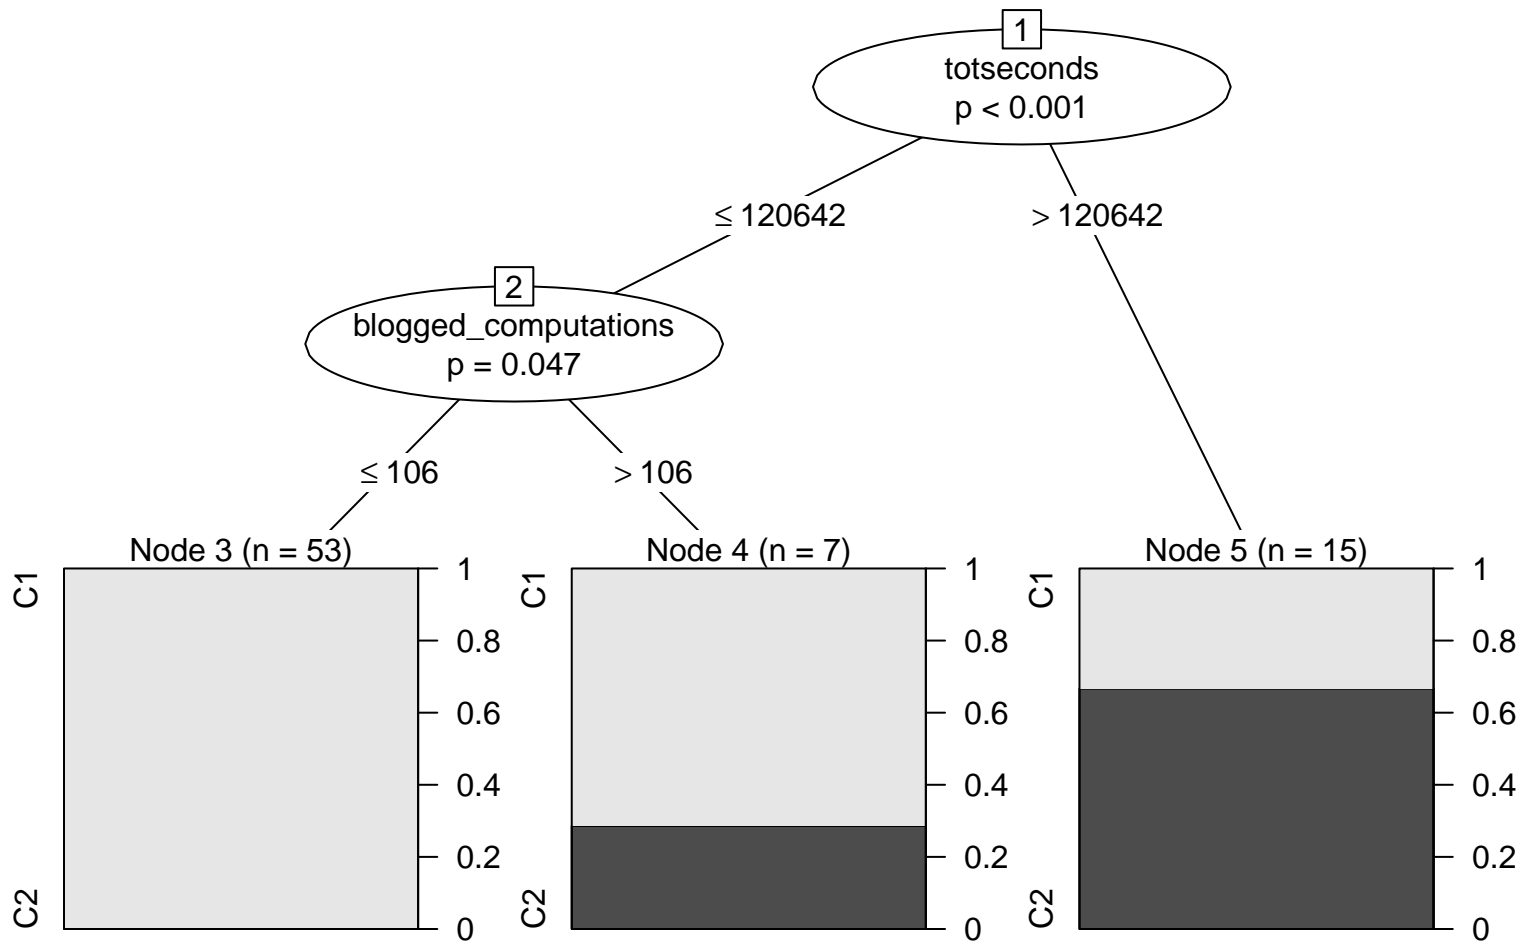 1
totseconds
p < 0.001
≤ 120642
> 120642
2
blogged_computations
p = 0.047
≤ 106
> 106
Node 3 (n = 53)
C1
C2
1
0.8
0.6
0.4
0.2
0
Node 4 (n = 7)
C1
C2
1
0.8
0.6
0.4
0.2
0
Node 5 (n = 15)
C1
C2
1
0.8
0.6
0.4
0.2
0